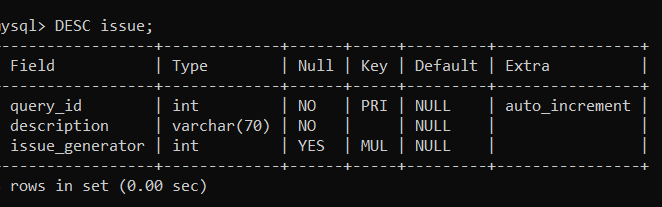 mysql> DESC issue;
+-----------------+-------------+------+-----+---------+----------------+
Field | Type | Null | Key | Default | Extra |
+-----------------+-------------+------+-----+---------+----------------+
query_id | int | NO | PRI | NULL | auto_increment |
description | varchar(70) | NO | | NULL | |
issue_generator | int | YES | MUL | NULL | |
+-----------------+-------------+------+-----+---------+----------------+
rows in set (0.00 sec)